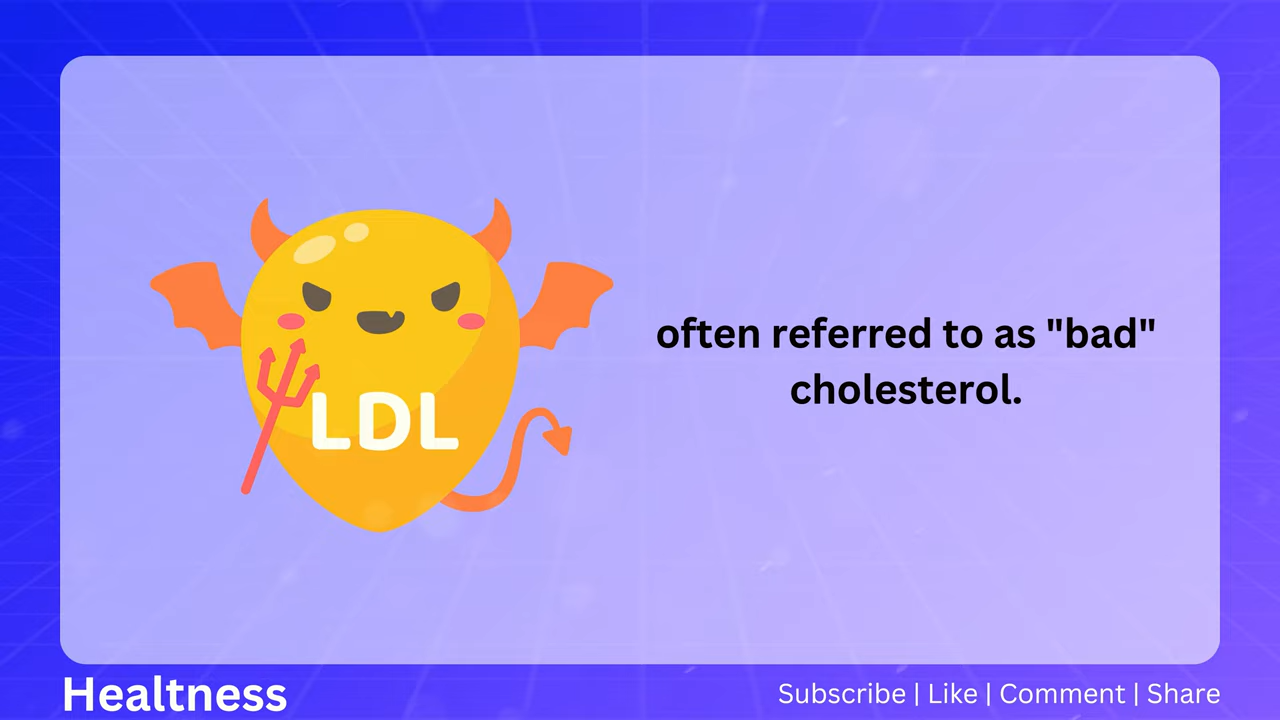 LDL
often referred to as "bad"
cholesterol.
Healtness
Subscribe | Like | Comment | Share